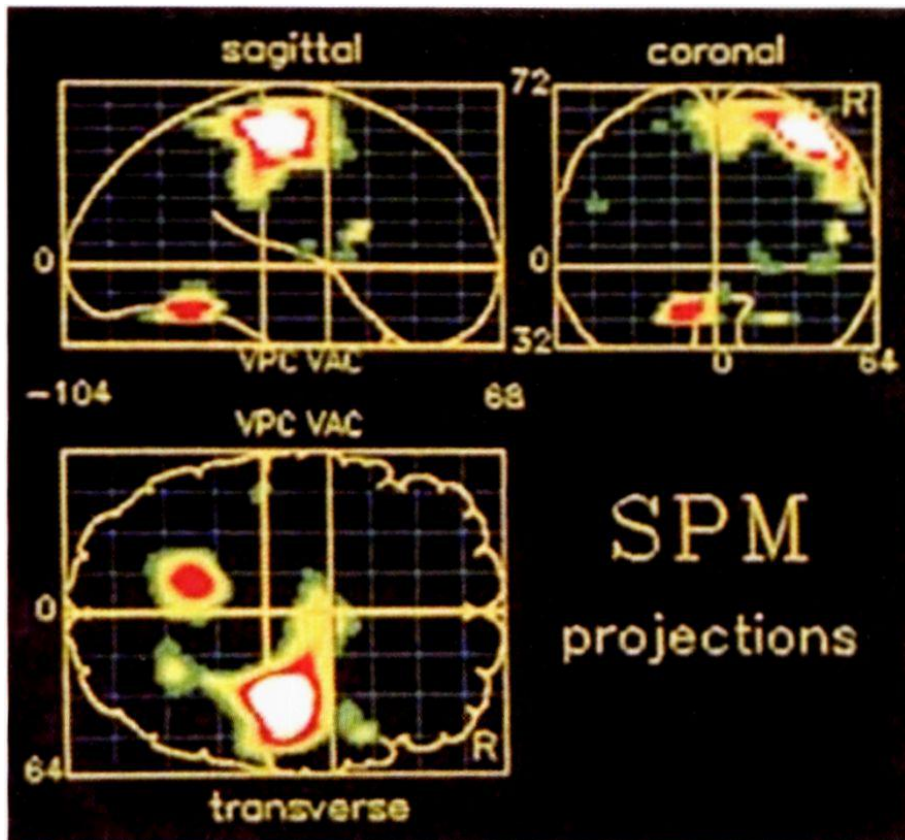 sagittal
coronal
72
R
0
0
32
VPC VAC
0
64
-104
68
VPC VAC
SPM
projections
0
64
R
transverse